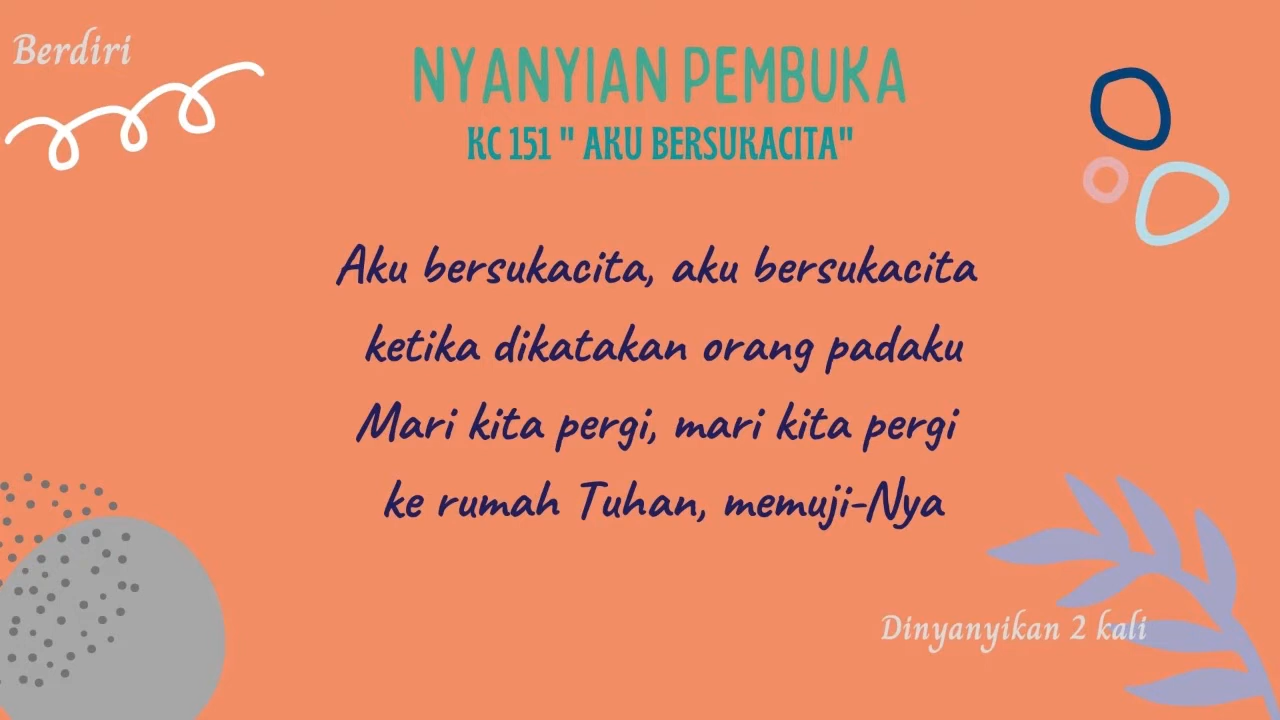 Berdiri
NYANYIAN PEMBUKA
KC 151 " AKU BERSUKACITA"
Aku bersukacita, aku bersukacita
ketika dikatakan orang padaku
Mari kita pergi, mari kita pergi
ke rumah Tuhan, memuji-Nya
Dinyanyikan 2 kali